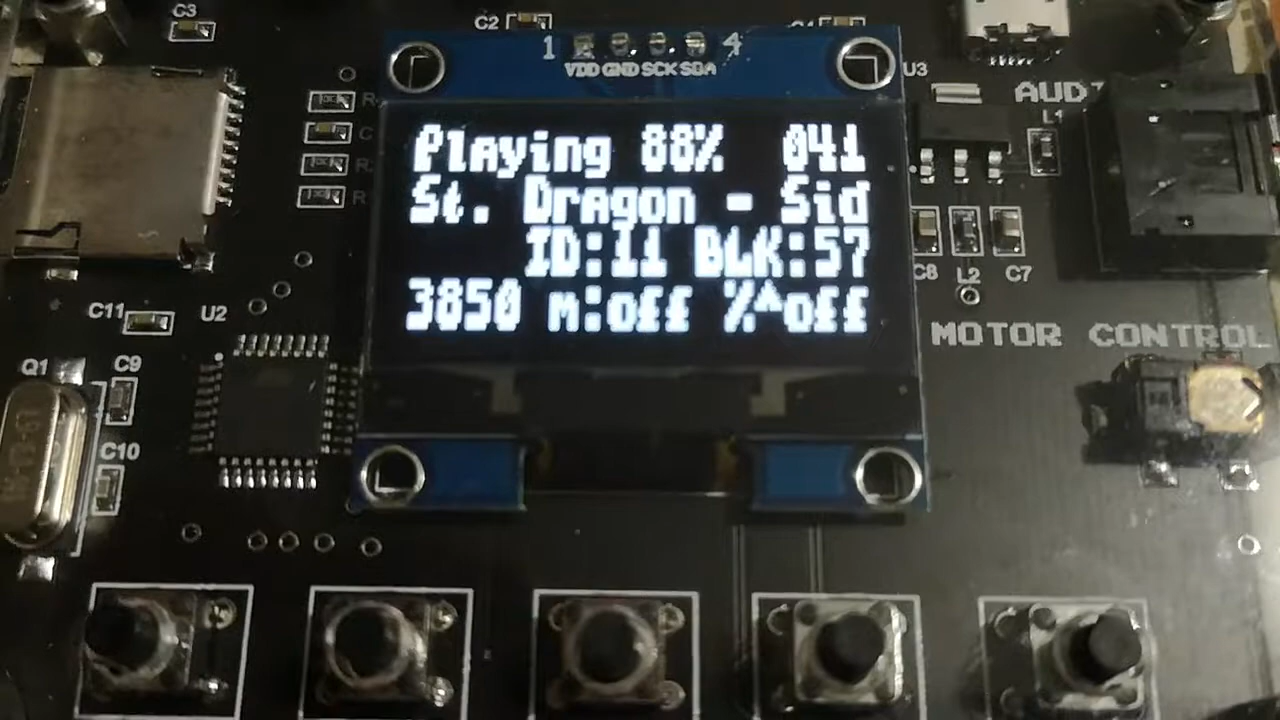 C3
C2
1 4
VDD GND SCK SDA
U3
AUDI
L1
Playing 88% 041
St. Dragon - Sid
ID:11 BLK:57
3850 m:off %^off
C8 L2 C7
C11
U2
MOTOR CONTROL
Q1
C9
C10